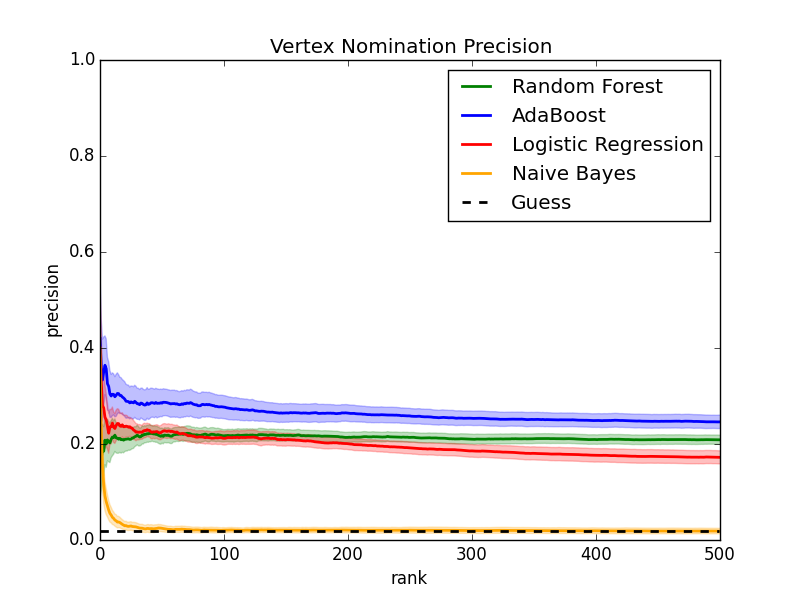 Vertex Nomination Precision
1.0
0.8
0.6
0.4
0.2
0.0
precision
Random Forest
AdaBoost
Logistic Regression
Naive Bayes
Guess
0 100 200 300 400 500
rank